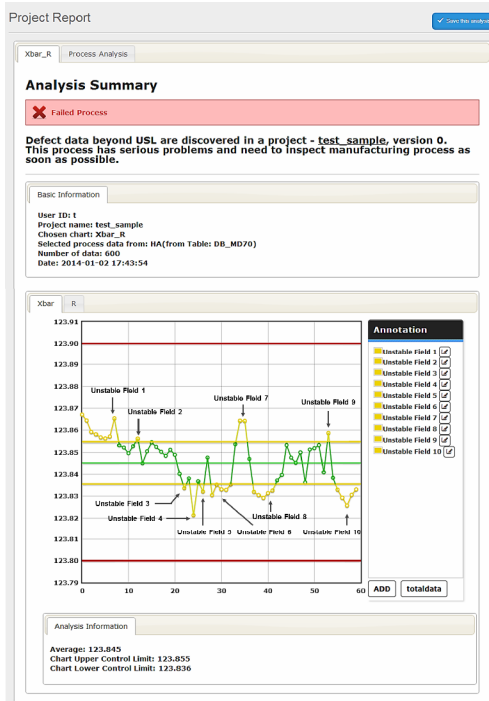 Project Report
Save this analysis
Xbar_R Process Analysis
Analysis Summary
Failed Process
Defect data beyond USL are discovered in a project - test_sample, version 0.
This process has serious problems and need to inspect manufacturing process as
soon as possible.
Basic Information
User ID: t
Project name: test_sample
Chosen chart: Xbar_R
Selected process data from: HA(from Table: DB_MD70)
Number of data: 600
Date: 2014-01-02 17:43:54
Xbar R
123.91
123.90
123.89
123.88
123.87
123.86
123.85
123.84
123.83
123.82
123.81
123.80
123.79
0 10 20 30 40 50 60
Unstable Field 1
Unstable Field 2
Unstable Field 3
Unstable Field 4
Unstable Field 5
Unstable Field 6
Unstable Field 7
Unstable Field 8
Unstable Field 9
Unstable Field 10
Annotation
Unstable Field 1
Unstable Field 2
Unstable Field 3
Unstable Field 4
Unstable Field 5
Unstable Field 6
Unstable Field 7
Unstable Field 8
Unstable Field 9
Unstable Field 10
ADD totaldata
Analysis Information
Average: 123.845
Chart Upper Control Limit: 123.855
Chart Lower Control Limit: 123.836